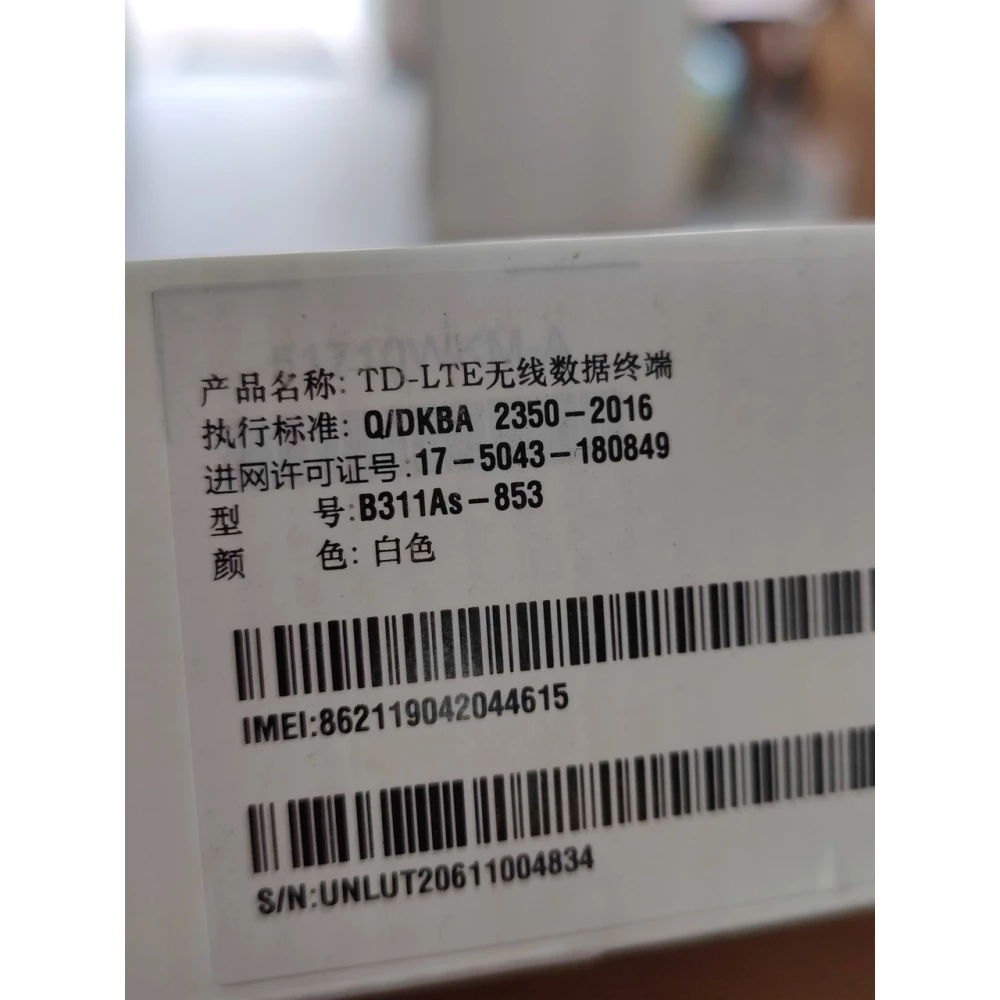 产品名称: TD-LTE无线数据终端
执行标准: Q/DKBA 2350-2016
进网许可证号:17-5043-180849
型 号:B311As-853
颜 色: 白色
IMEI:862119042044615
S/N:UNLUT20611004834